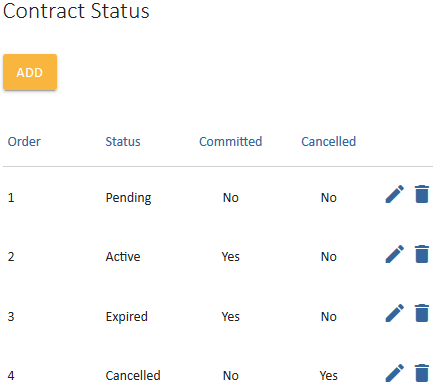 Contract Status
ADD
Order Status Committed Cancelled
1 Pending No No
2 Active Yes No
3 Expired Yes No
4 Cancelled No Yes